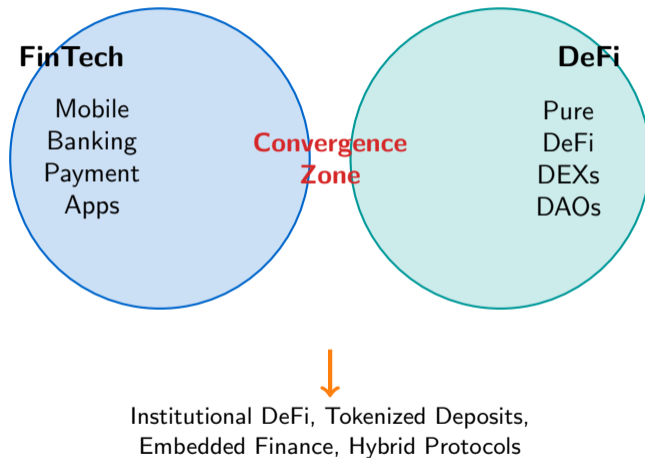 FinTech
Mobile
Banking
Payment
Apps
Convergence
Zone
DeFi
Pure
DeFi
DEXs
DAOs
Institutional DeFi, Tokenized Deposits,
Embedded Finance, Hybrid Protocols